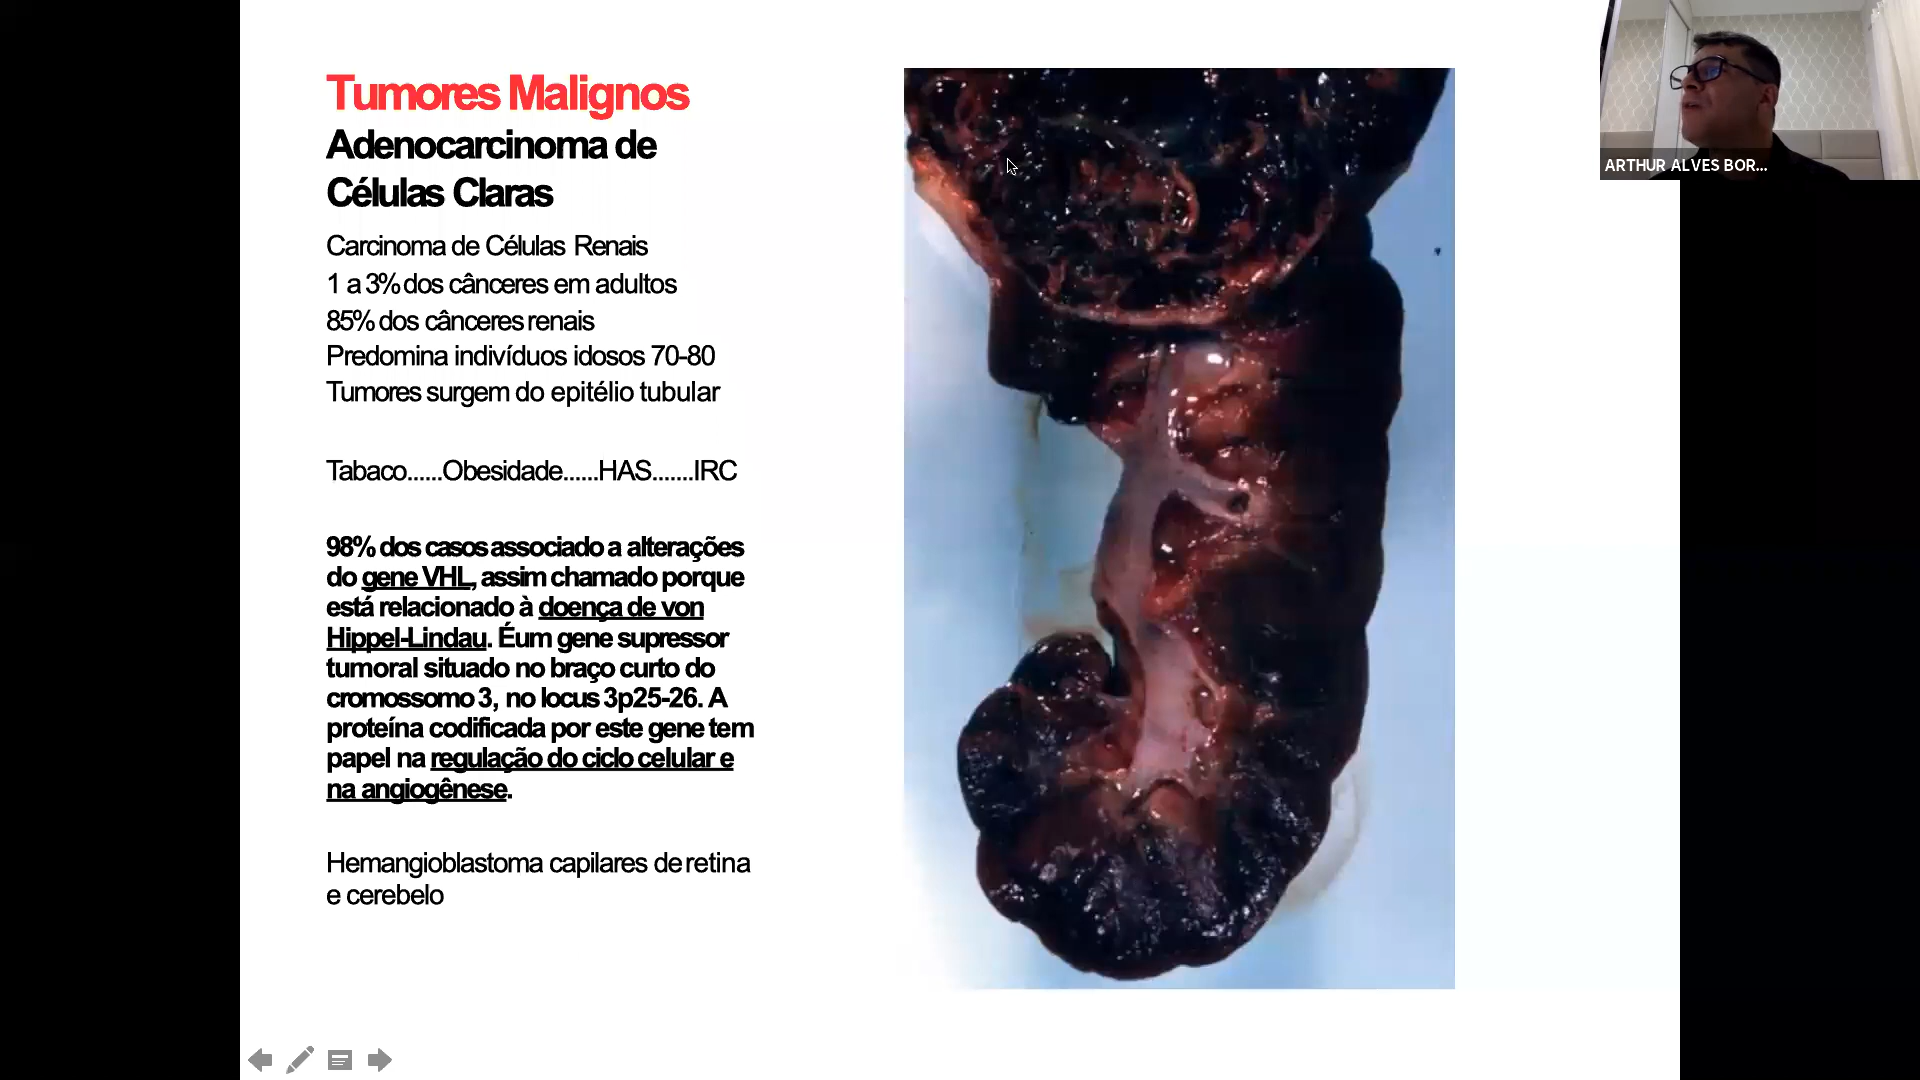 Tumores Malignos
Adenocarcinoma de
Células Claras
Carcinoma de Células Renais
1 a 3% dos cânceres em adultos
85% dos cânceres renais
Predomina indivíduos idosos 70-80
Tumores surgem do epitélio tubular
Tabaco......Obesidade......HAS.......IRC
98% dos casos associado a alterações
do gene VHL, assim chamado porque
está relacionado à doença de von
Hippel-Lindau. Éum gene supressor
tumoral situado no braço curto do
cromossomo 3, no locus 3p25-26. A
proteína codificada por este gene tem
papel na regulação do ciclo celular e
na angiogênese.
Hemangioblastoma capilares de retina
e cerebelo
ARTHUR ALVES BOR...